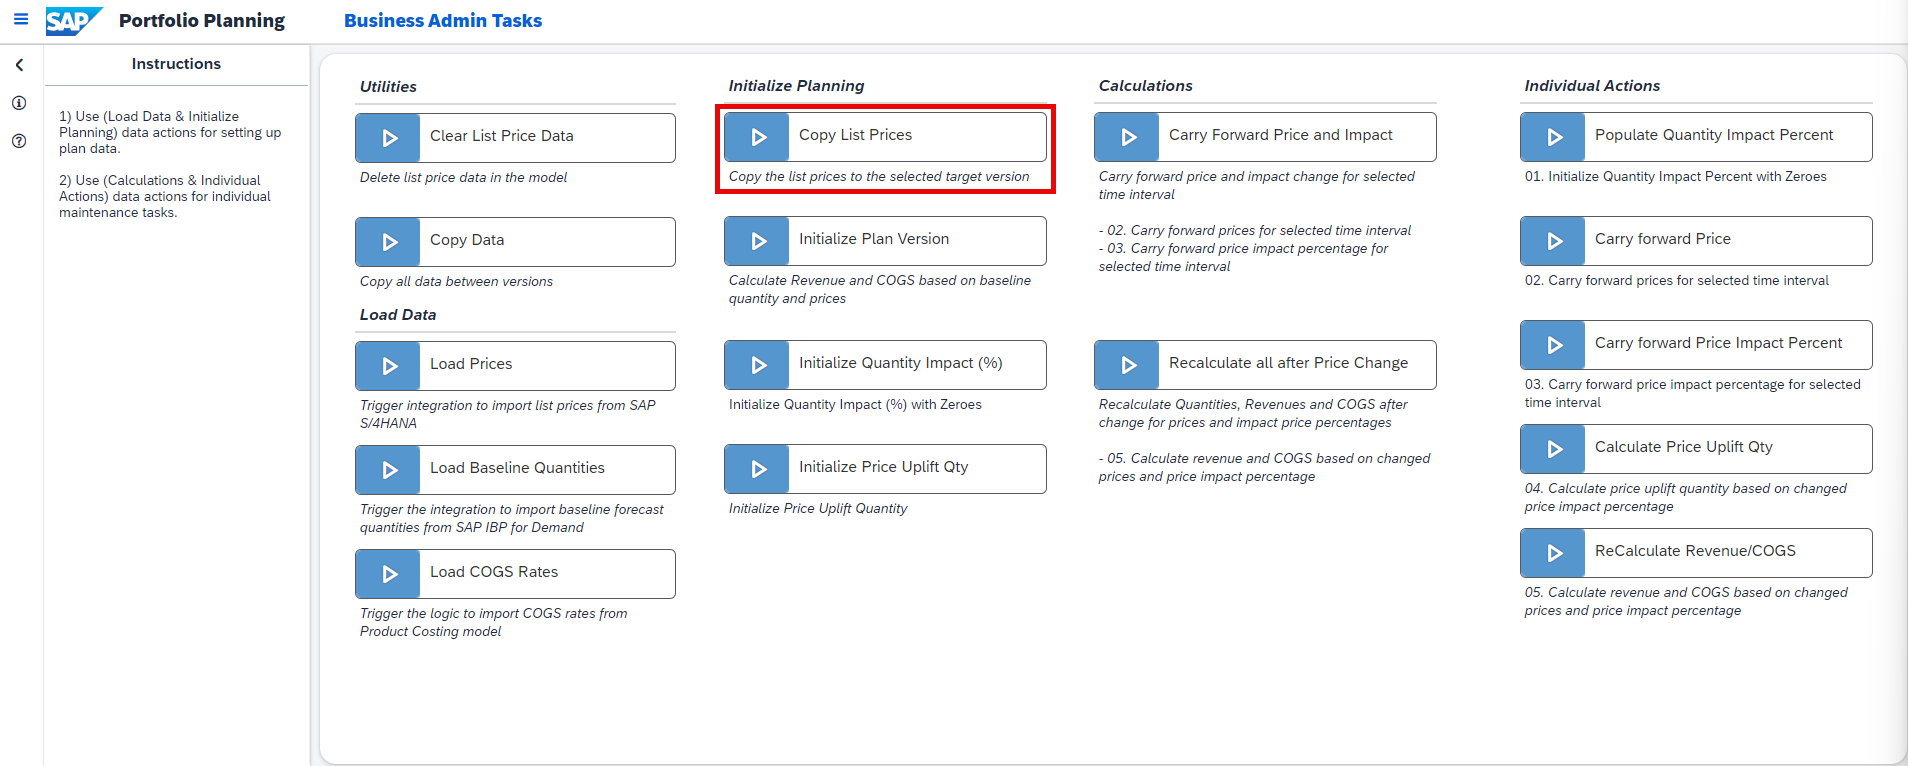 SAP Portfolio Planning Business Admin Tasks
Instructions
1) Use (Load Data & Initialize
Planning) data actions for setting up
plan data.
2) Use (Calculations & Individual
Actions) data actions for individual
maintenance tasks.
Utilities
Clear List Price Data
Delete list price data in the model
Copy Data
Copy all data between versions
Load Data
Load Prices
Trigger integration to import list prices from SAP
S/4HANA
Load Baseline Quantities
Trigger the integration to import baseline forecast
quantities from SAP IBP for Demand
Load COGS Rates
Trigger the logic to import COGS rates from
Product Costing model
Initialize Planning
Copy List Prices
Copy the list prices to the selected target version
Initialize Plan Version
Calculate Revenue and COGS based on baseline
quantity and prices
Initialize Quantity Impact (%)
Initialize Quantity Impact (%) with Zeroes
Initialize Price Uplift Qty
Initialize Price Uplift Quantity
Calculations
Carry Forward Price and Impact
Carry forward price and impact change for selected
time interval
- 02. Carry forward prices for selected time interval
- 03. Carry forward price impact percentage for
selected time interval
Recalculate all after Price Change
Recalculate Quantities, Revenues and COGS after
change for prices and impact price percentages
- 05. Calculate revenue and COGS based on changed
prices and price impact percentage
Individual Actions
Populate Quantity Impact Percent
01. Initialize Quantity Impact Percent with Zeroes
Carry forward Price
02. Carry forward prices for selected time interval
Carry forward Price Impact Percent
03. Carry forward price impact percentage for selected
time interval
Calculate Price Uplift Qty
04. Calculate price uplift quantity based on changed
price impact percentage
ReCalculate Revenue/COGS
05. Calculate revenue and COGS based on changed
prices and price impact percentage